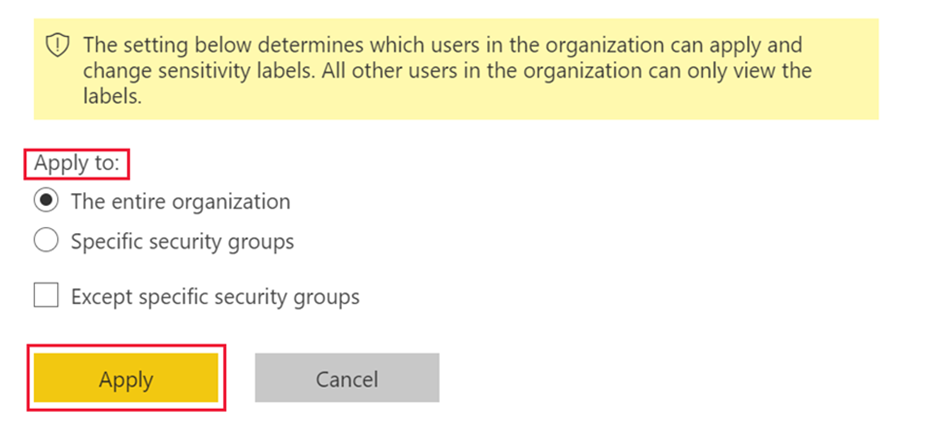 The setting below determines which users in the organization can apply and
change sensitivity labels. All other users in the organization can only view the
labels.
Apply to:
The entire organization
Specific security groups
Except specific security groups
Apply
Cancel